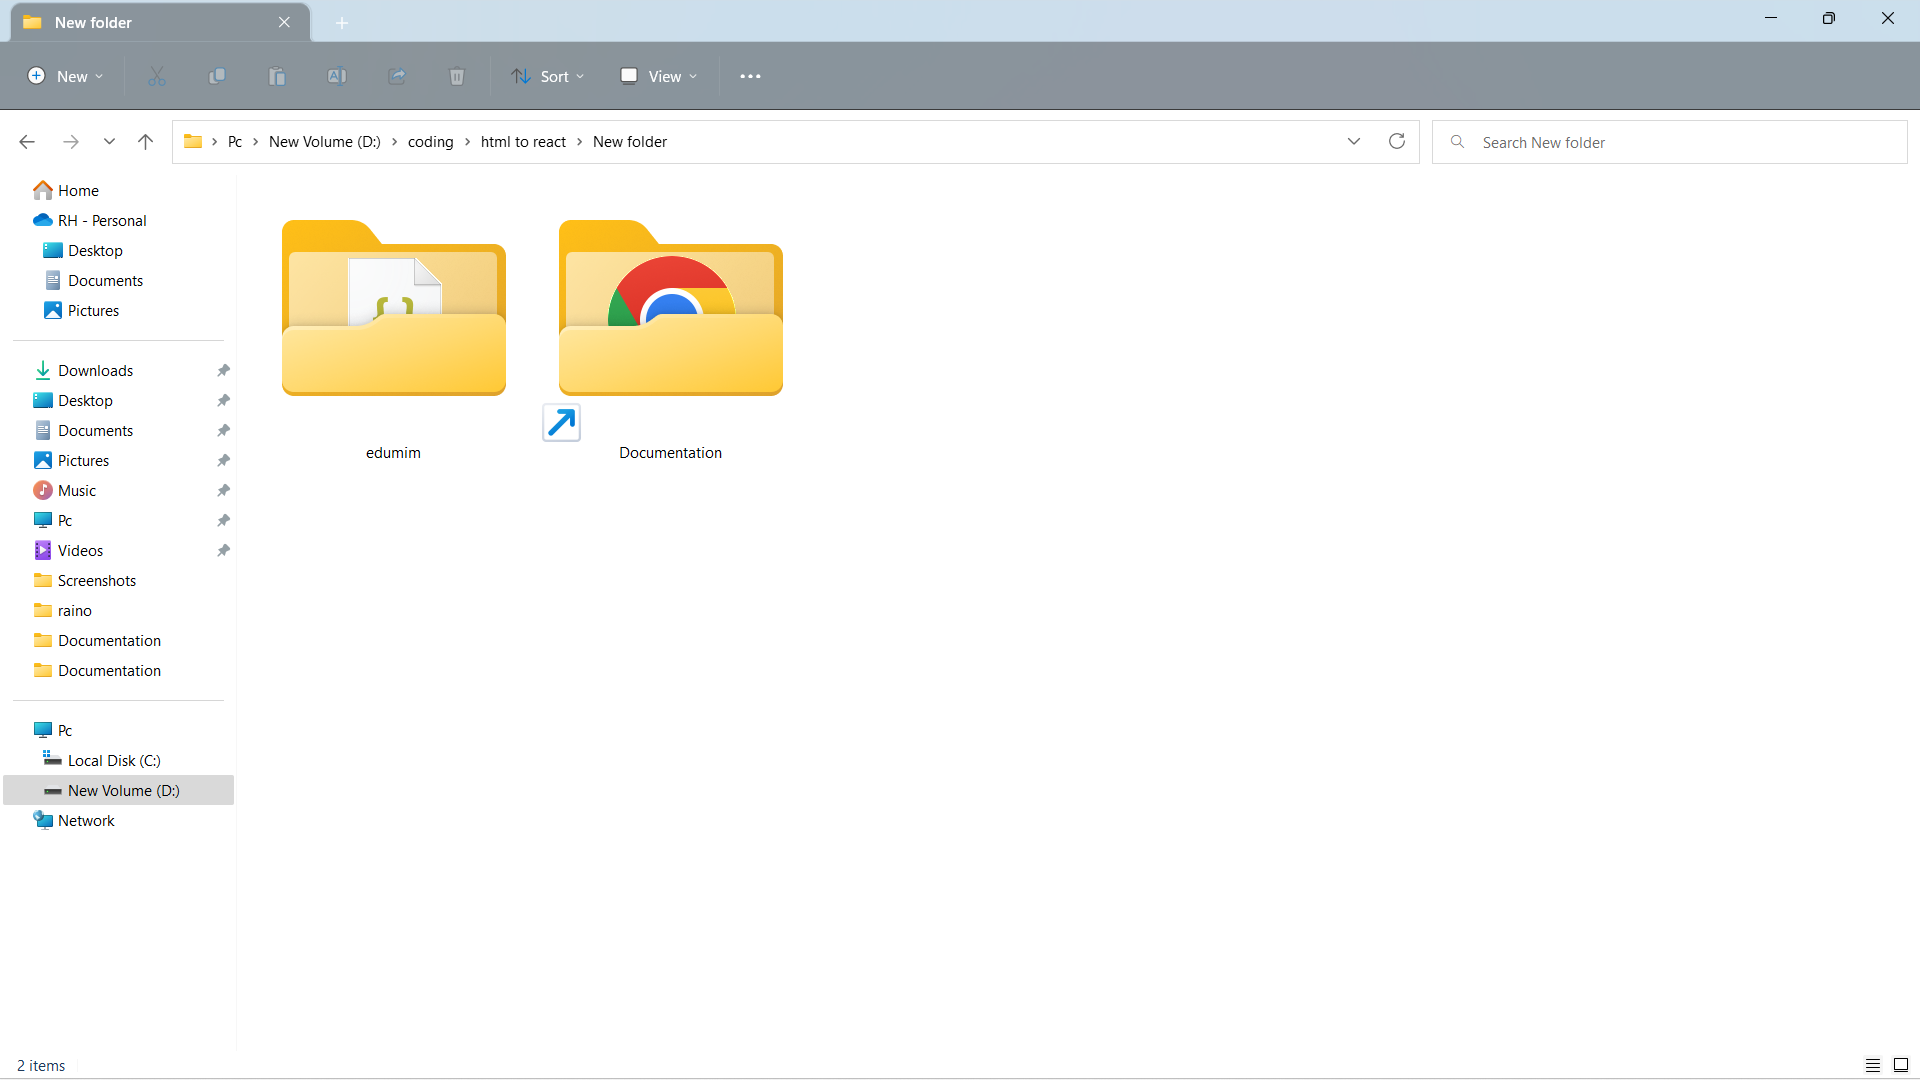 New folder
New
Sort
View
Pc
New Volume (D:)
coding
html to react
New folder
Search New folder
Home
RH - Personal
Desktop
Documents
Pictures
Downloads
Desktop
Documents
Pictures
Music
Pc
Videos
Screenshots
raino
Documentation
Documentation
Pc
Local Disk (C:)
New Volume (D:)
Network
edumim
Documentation
2 items